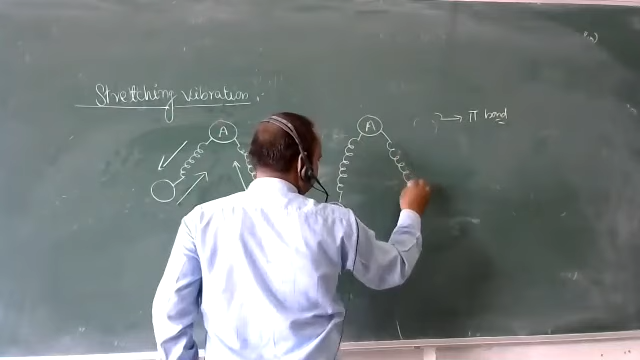 Stretching vibration.
A
A
π bond